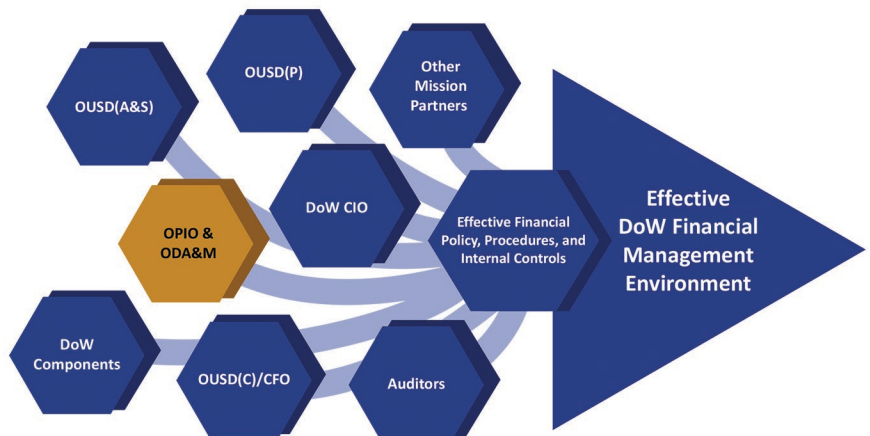 OUSD(A&S)
OUSD(P)
Other
Mission
Partners
OPIO &
ODA&M
DoW CIO
Effective Financial
Policy, Procedures, and
Internal Controls
Effective
DoW Financial
Management
Environment
DoW
Components
OUSD(C)/CFO
Auditors